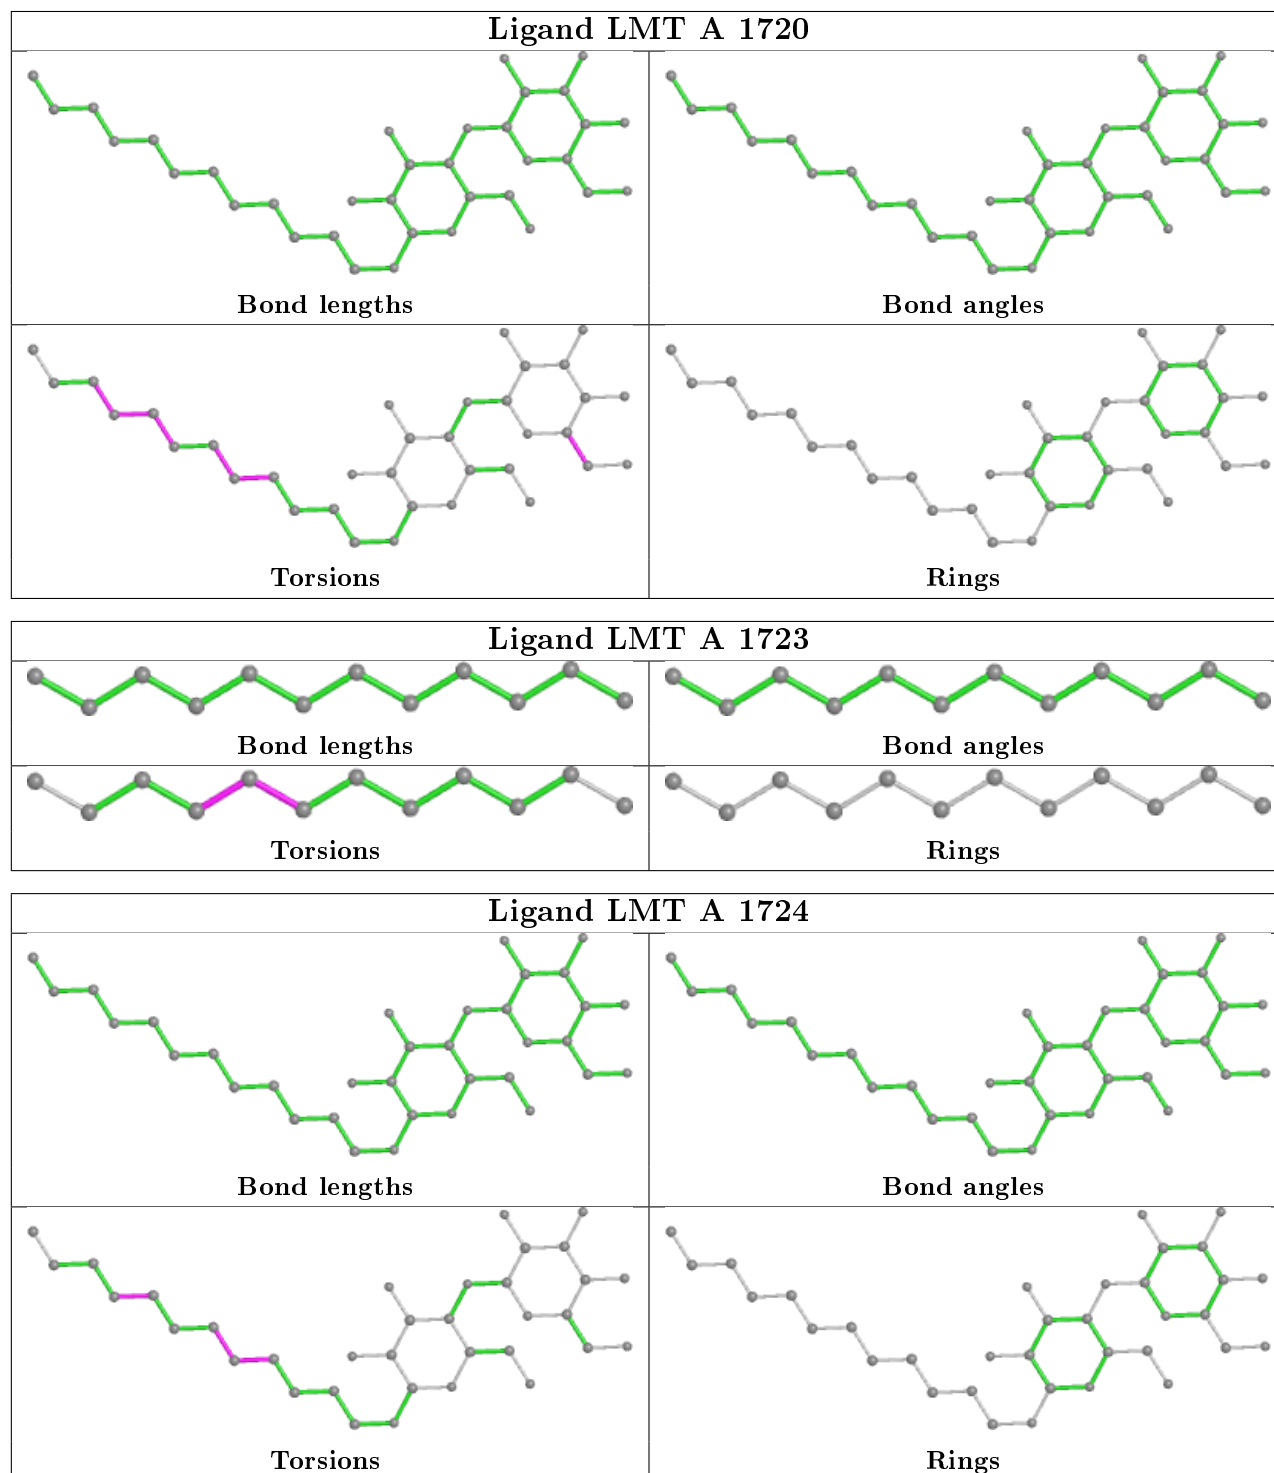 Ligand LMT A 1720
Bond lengths
Bond angles
Torsions
Rings
Ligand LMT A 1723
Bond lengths
Bond angles
Torsions
Rings
Ligand LMT A 1724
Bond lengths
Bond angles
Torsions
Rings